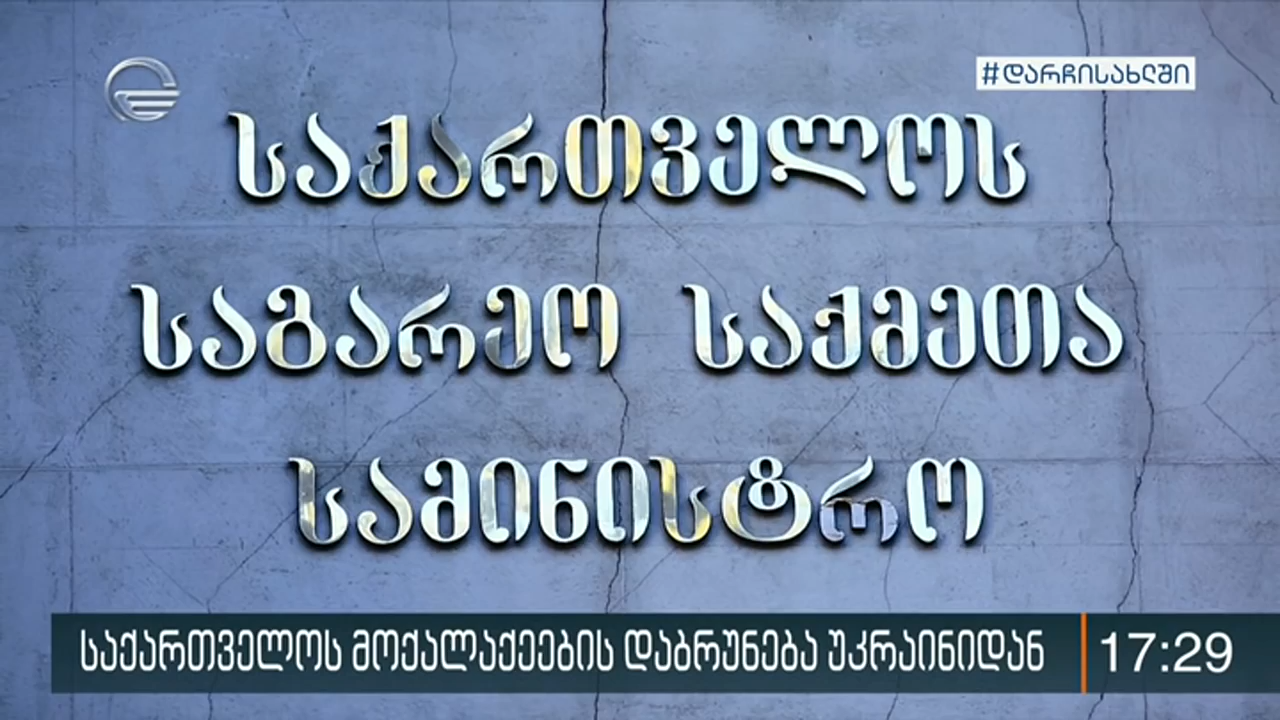 #დარჩისახლში
საქართველოს
საგარეო საქმეთა
სამინისტრო
საქართველოს მოქალაქეების დაბრუნება უკრაინიდან
17:29